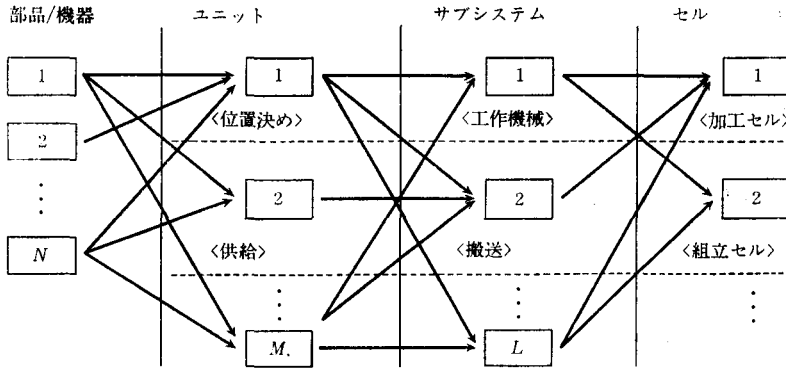 部品/機器 ユニット サブシステム セル
1 1 1 1
〈位置決め〉 〈工作機械〉 〈加工セル〉
2
2 2 2
N
〈供給〉 〈搬送〉 〈組立セル〉
M L